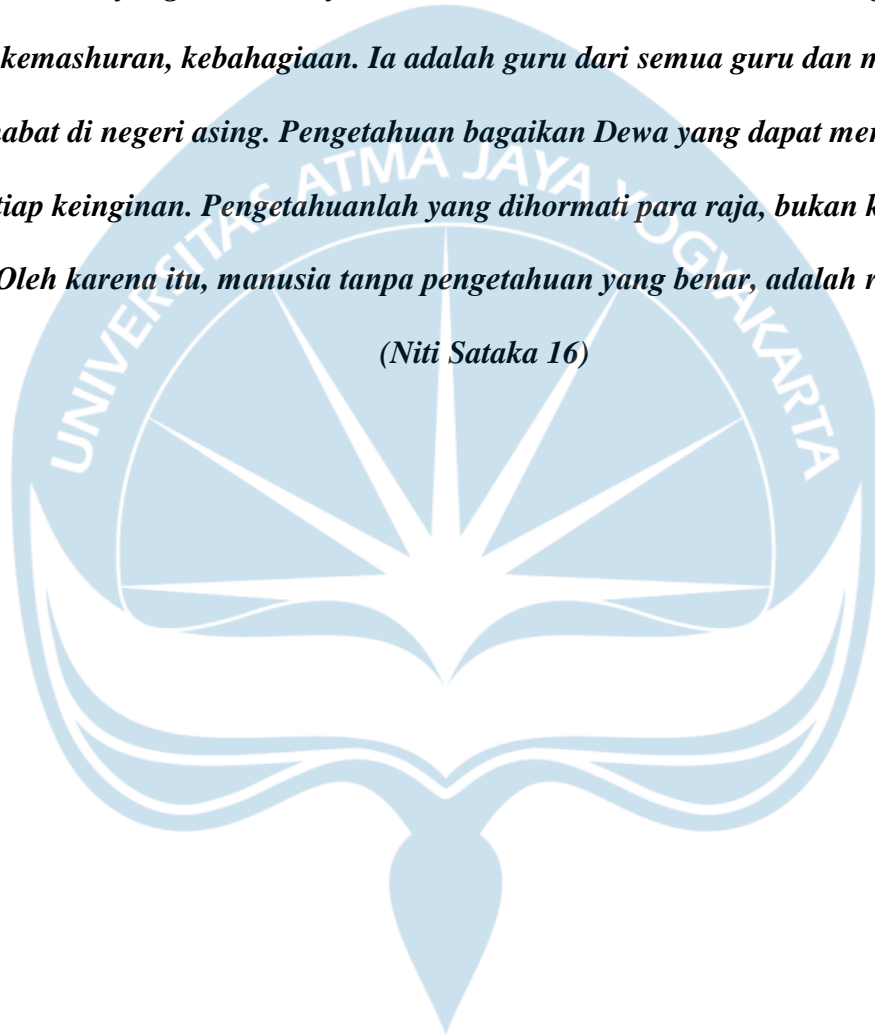 kemashuran, kebahagiaan. Ia adalah guru dari semua guru dan
di negeri asing. Pengetahuan bagaikan Dewa yang dapat
keinginan. Pengetahuanlah yang dihormati para raja, bukan
Oleh karena itu, manusia tanpa pengetahuan yang benar, adalah
(Niti Sataka 16)
UNIVERSITAS ATMA JAYA YOGYAKARTA